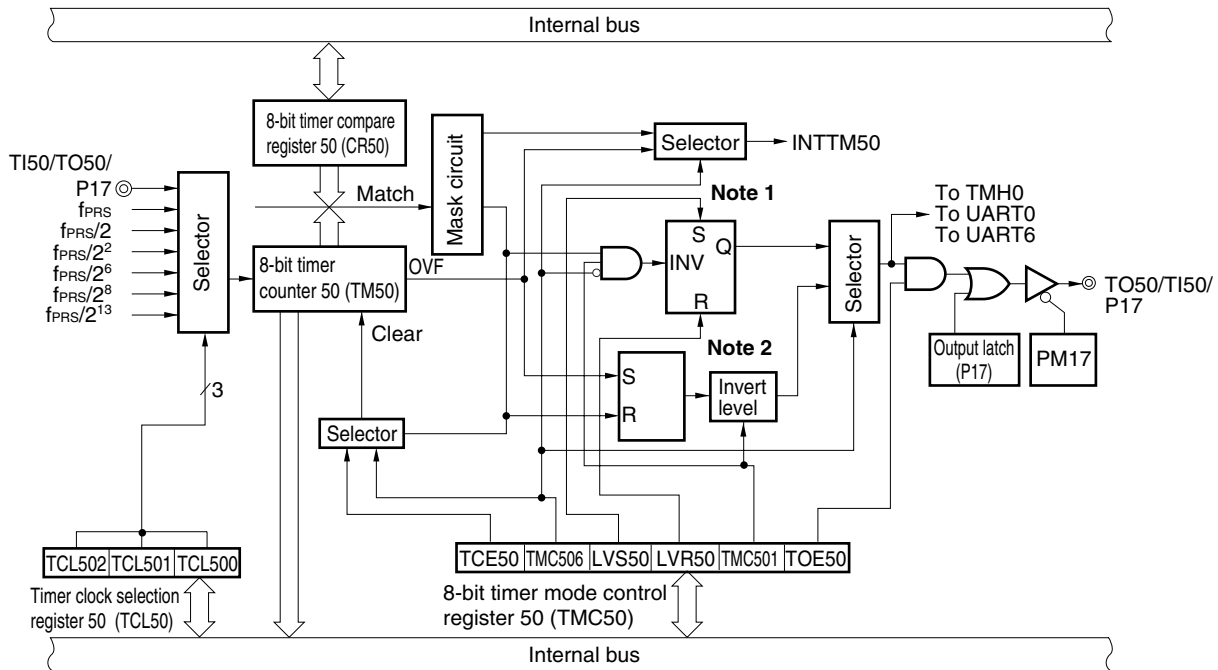 Internal bus
8-bit timer compare
register 50 (CR50)
Mask circuit
Selector
INTTM50
TI50/TO50/
P17
fPRS
fPRS/2
fPRS/2²
fPRS/2⁶
fPRS/2⁸
fPRS/2¹³
Selector
Match
8-bit timer
counter 50 (TM50)
OVF
Clear
Note 1
S
INV
Q
R
Note 2
Selector
To TMH0
To UART0
To UART6
TO50/TI50/
P17
Output latch
(P17)
PM17
S
R
Invert
level
3
Selector
TCL502 TCL501 TCL500
Timer clock selection
register 50 (TCL50)
TCE50 TMC506 LVS50 LVR50 TMC501 TOE50
8-bit timer mode control
register 50 (TMC50)
Internal bus